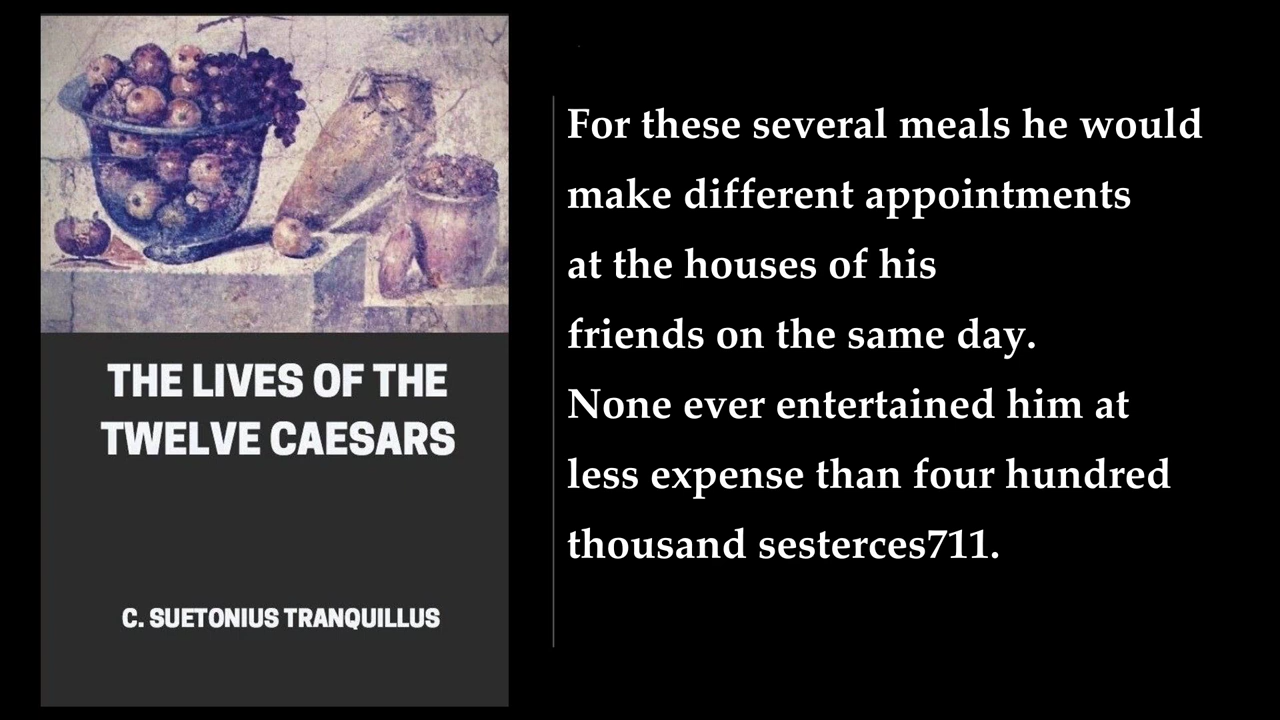 THE LIVES OF THE
TWELVE CAESARS
C. SUETONIUS TRANQUILLUS
For these several meals he would
make different appointments
at the houses of his
friends on the same day.
None ever entertained him at
less expense than four hundred
thousand sesterces711.